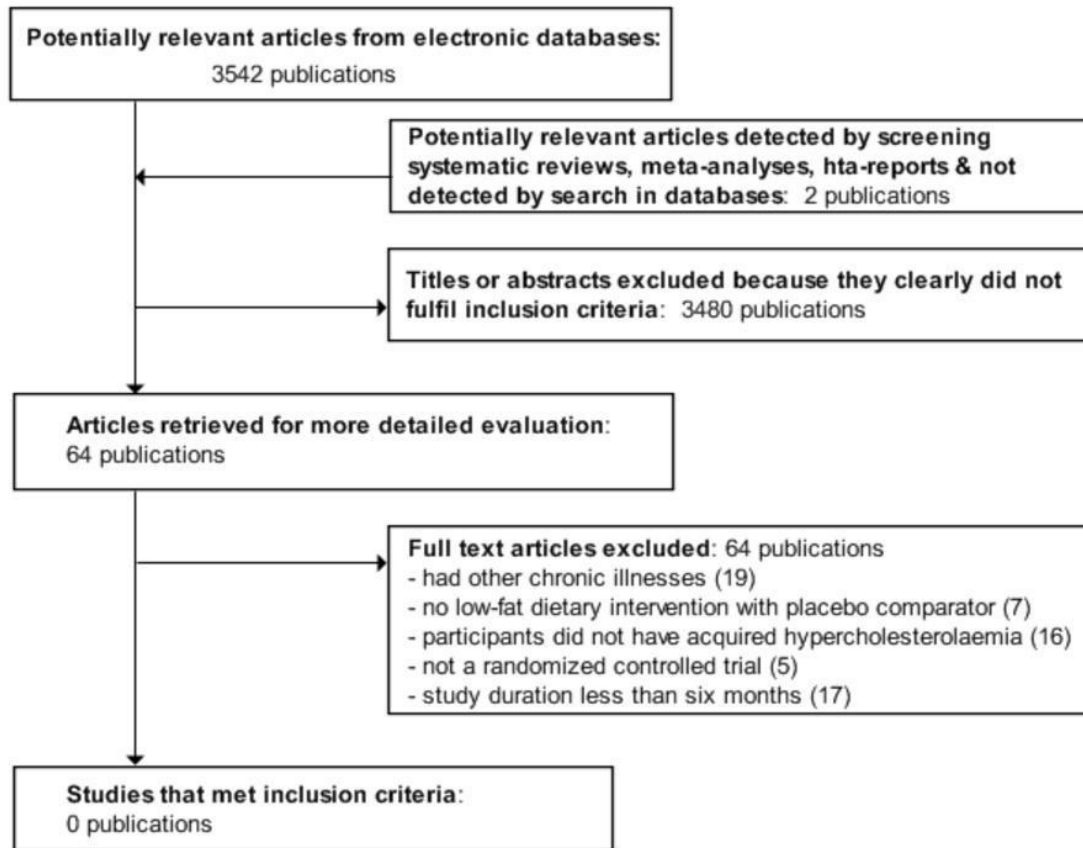 Potentially relevant articles from electronic databases:
3542 publications
Potentially relevant articles detected by screening
systematic reviews, meta-analyses, hta-reports & not
detected by search in databases: 2 publications
Titles or abstracts excluded because they clearly did not
fulfil inclusion criteria: 3480 publications
Articles retrieved for more detailed evaluation:
64 publications
Full text articles excluded: 64 publications
- had other chronic illnesses (19)
- no low-fat dietary intervention with placebo comparator (7)
- participants did not have acquired hypercholesterolaemia (16)
- not a randomized controlled trial (5)
- study duration less than six months (17)
Studies that met inclusion criteria:
0 publications